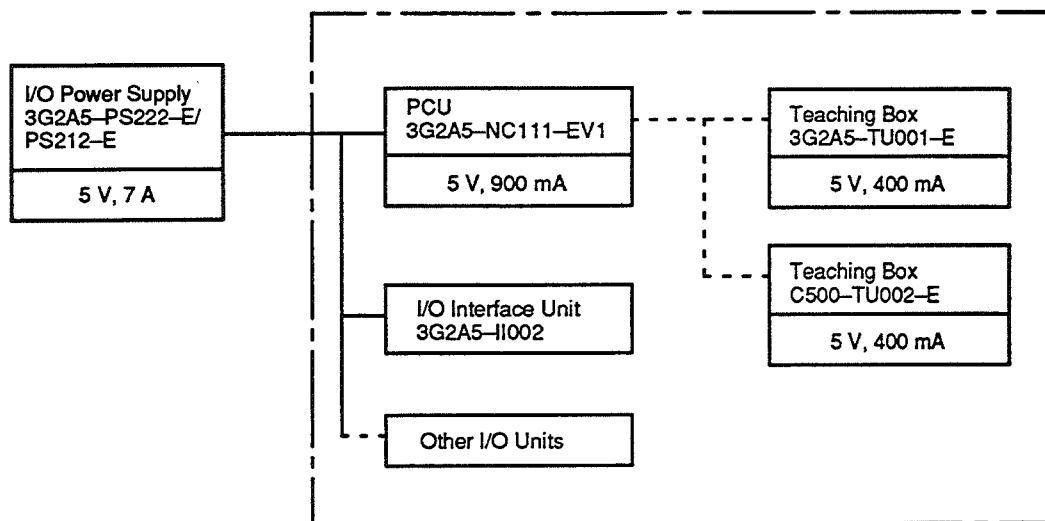 I/O Power Supply
3G2A5–PS222–E/
PS212–E
5 V, 7 A
PCU
3G2A5–NC111–EV1
5 V, 900 mA
Teaching Box
3G2A5–TU001–E
5 V, 400 mA
Teaching Box
C500–TU002–E
5 V, 400 mA
I/O Interface Unit
3G2A5–II002
Other I/O Units